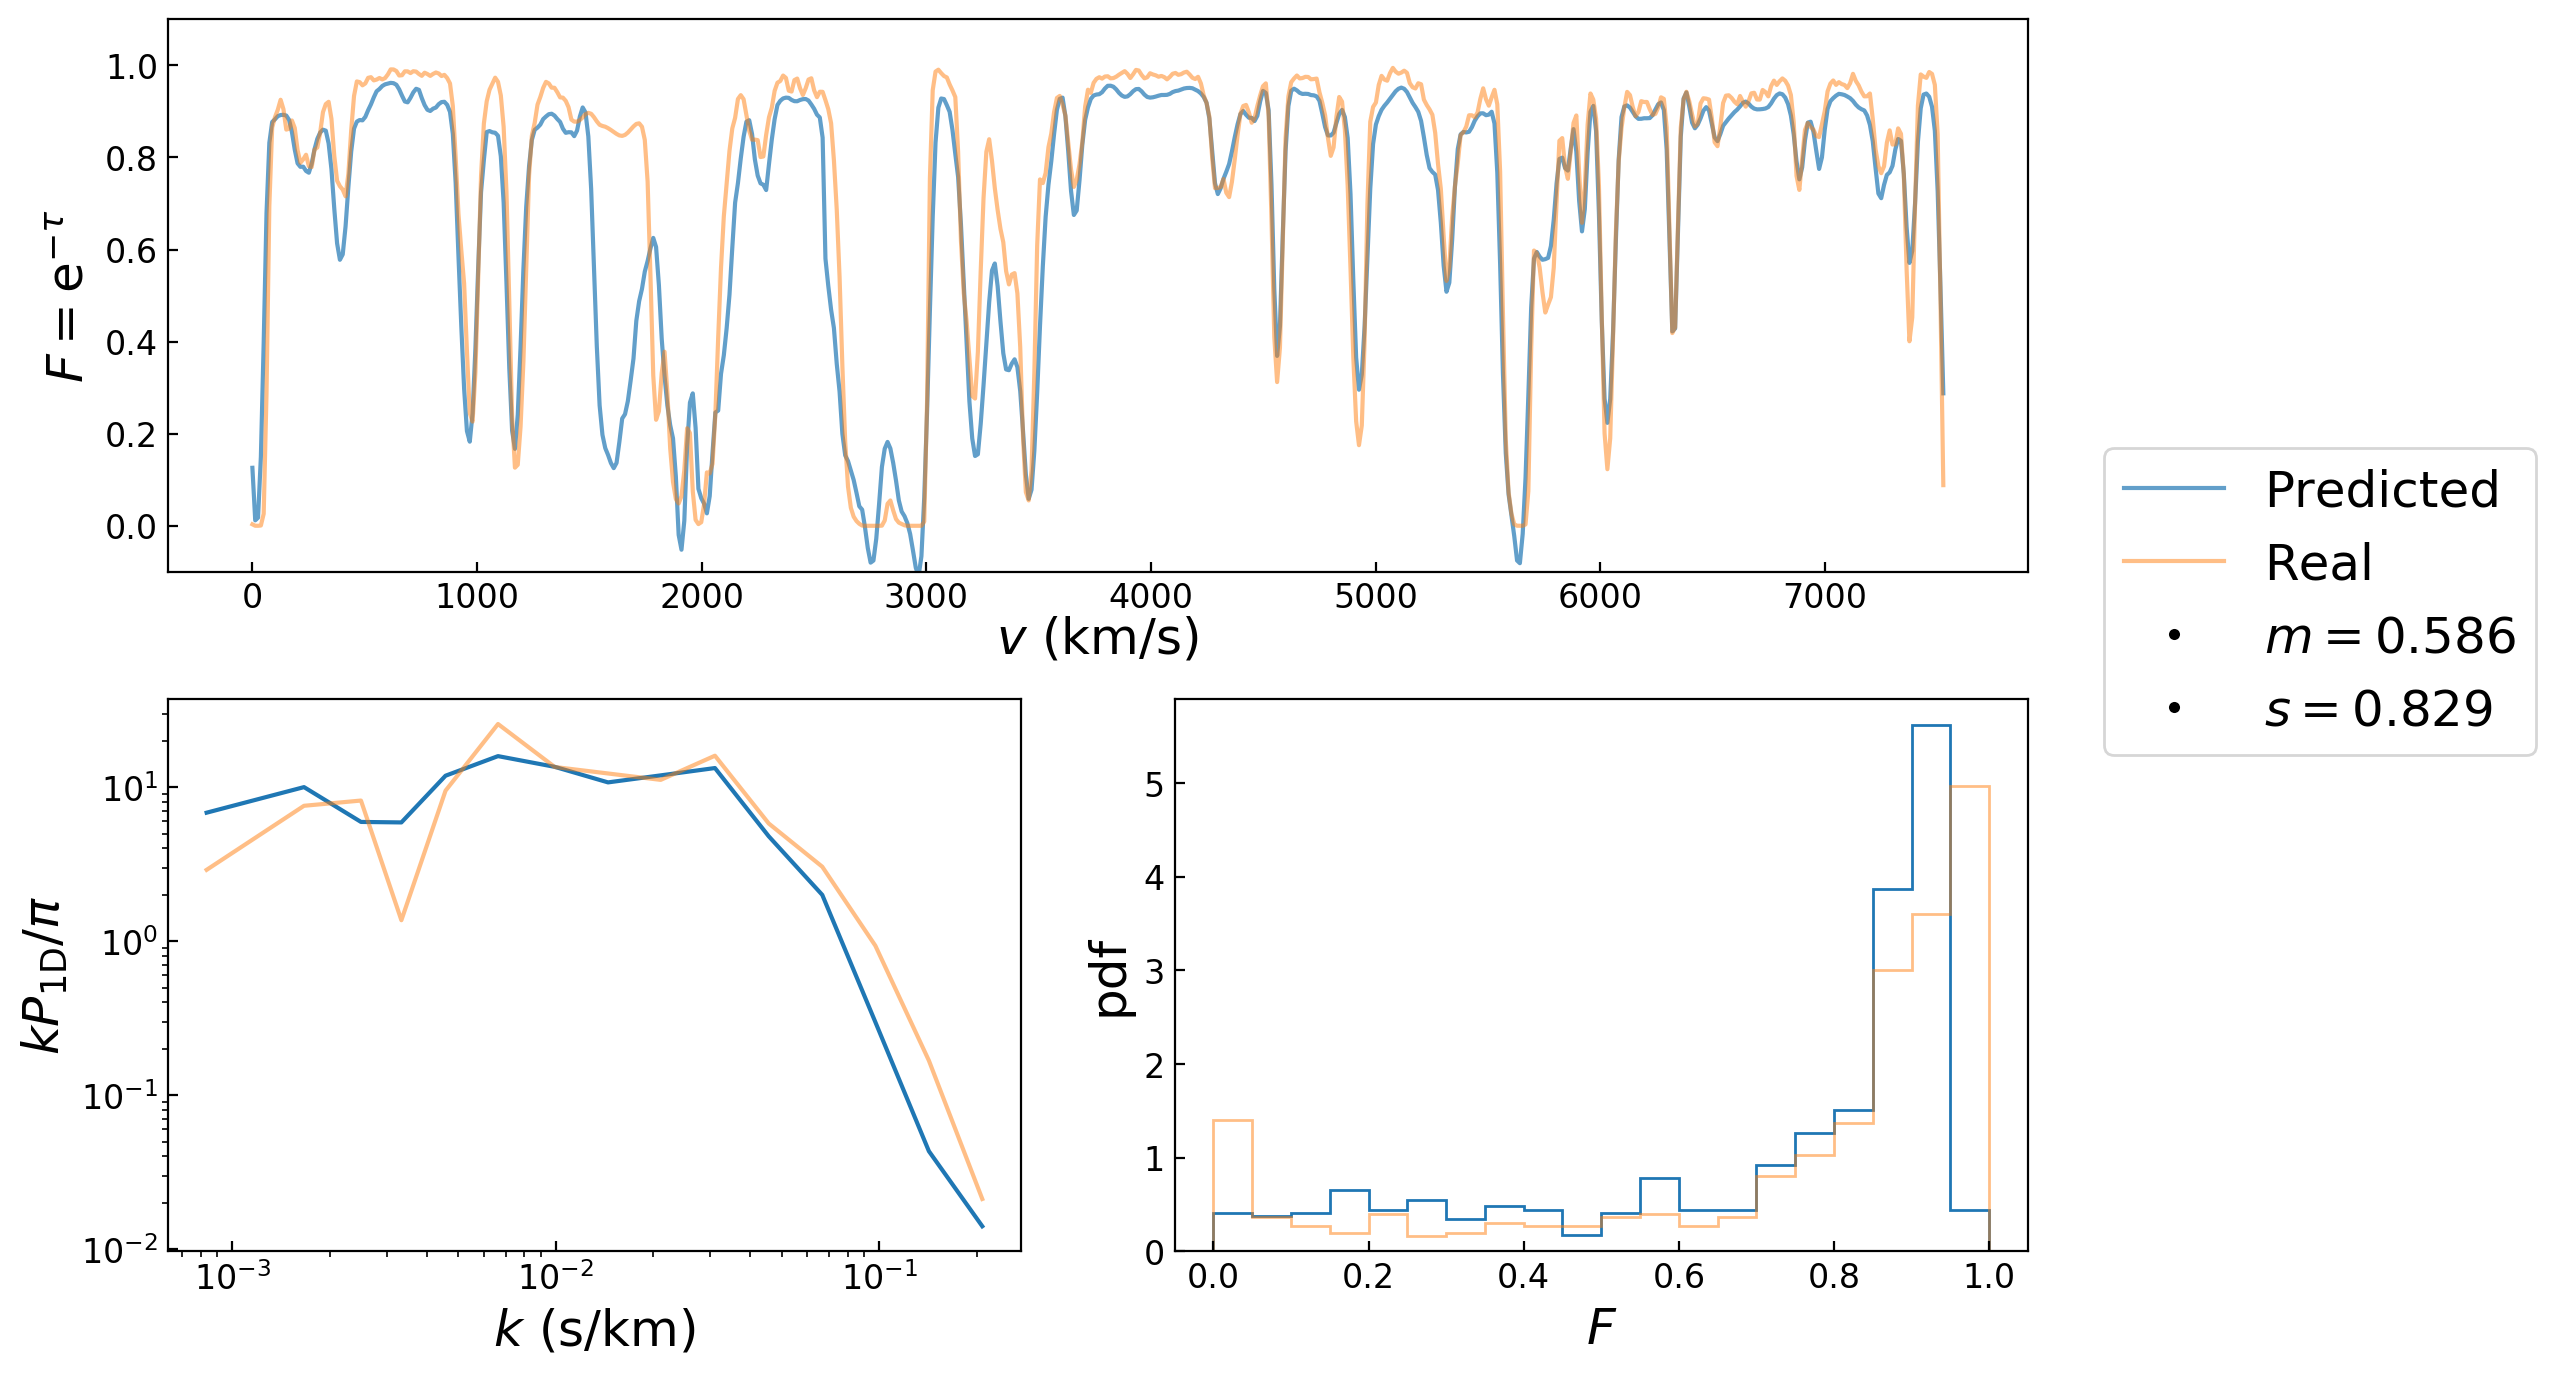 1.0
0.8
0.6
0.4
0.2
0.0
F = e^{-τ}
0 1000 2000 3000 4000 5000 6000 7000
v (km/s)
Predicted
Real
m = 0.586
s = 0.829
10^1
10^0
10^{-1}
10^{-2}
kP_{1D}/π
10^{-3} 10^{-2} 10^{-1}
k (s/km)
5
4
3
2
1
0
pdf
0.0 0.2 0.4 0.6 0.8 1.0
F